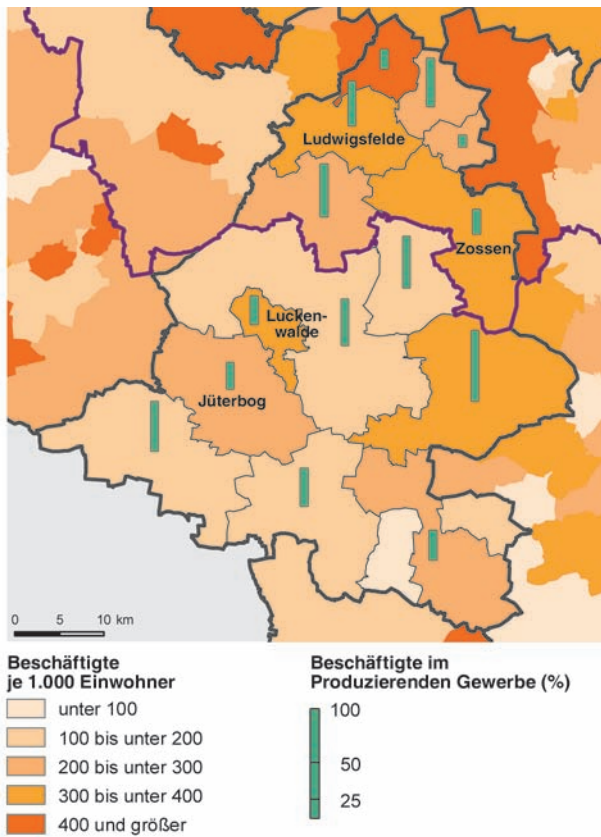 Ludwigsfelde
Zossen
Lucken-
walde
Jüterbog
0 5 10 km
Beschäftigte
je 1.000 Einwohner
unter 100
100 bis unter 200
200 bis unter 300
300 bis unter 400
400 und größer
Beschäftigte im
Produzierenden Gewerbe (%)
100
50
25